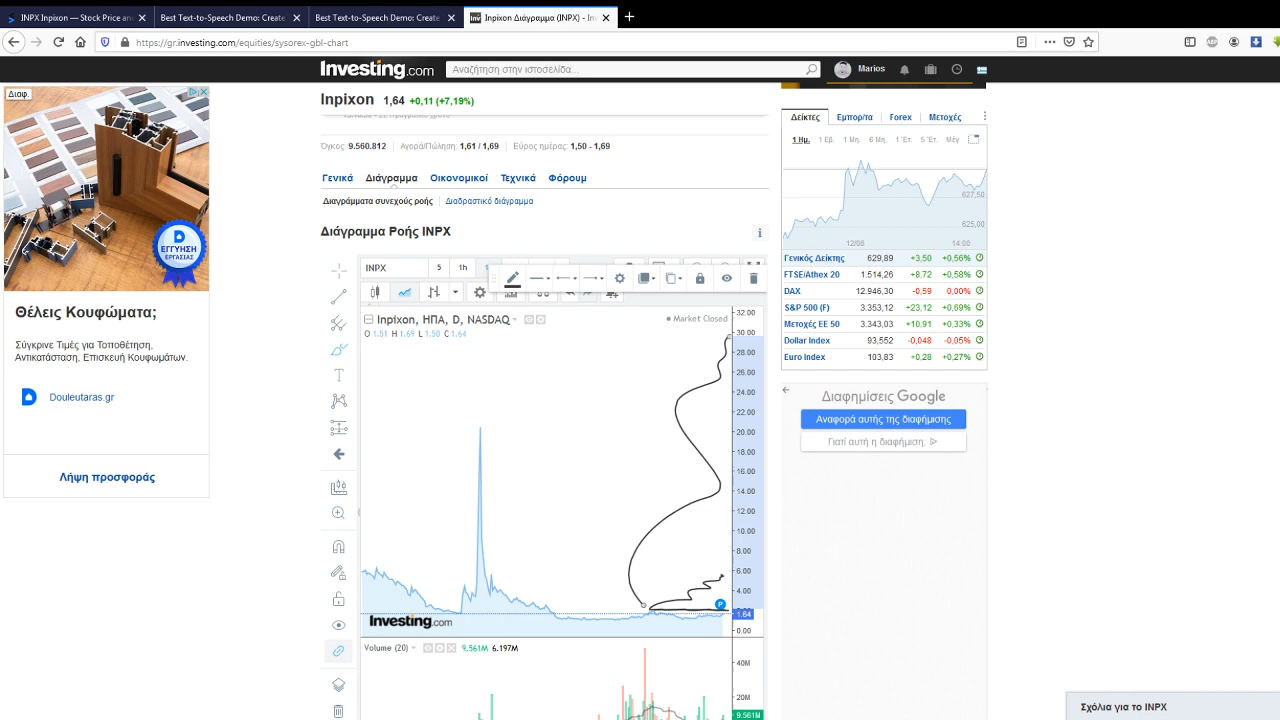 INPX Inpixon — Stock Price and
Best Text-to-Speech Demo: Create
Best Text-to-Speech Demo: Create
Inpixon Διάγραμμα (INPX) - Inv
https://gr.investing.com/equities/sysorex-gbl-chart
Investing.com
Αναζήτηση στην ιστοσελίδα...
Marios
Διαφ.
Inpixon 1,64 +0,11 (+7,19%)
Όγκος: 9.560.812
Αγορά/Πώληση: 1,61 / 1,69
Εύρος ημέρας: 1,50 - 1,69
Γενικά
Διάγραμμα
Οικονομικοί
Τεχνικά
Φόρουμ
Διαγράμματα συνεχούς ροής
Διαδραστικό διάγραμμα
Διάγραμμα Ροής INPX
INPX
5
1h
Inpixon, ΗΠΑ, D, NASDAQ
Market Closed
O 1.51 H 1.69 L 1.50 C 1.64
32.00
30.00
28.00
26.00
24.00
22.00
20.00
18.00
16.00
14.00
12.00
10.00
8.00
6.00
4.00
1.64
0.00
P
Investing.com
Volume (20)
9.561M 6.197M
40M
20M
9.561M
ΕΓΓΥΗΣΗ
ΕΡΓΑΣΙΑΣ
Θέλεις Κουφώματα;
Σύγκρινε Τιμές για Τοποθέτηση,
Αντικατάσταση, Επισκευή Κουφωμάτων.
Douleutaras.gr
Λήψη προσφοράς
Δείκτες
Εμπορ/τα
Forex
Μετοχές
1 Ημ.
1 Εβ.
1 Μη.
6 Μη.
1 Έτ.
5 Έτ.
Μέγ
627,50
625,00
12/08
14:00
Γενικός Δείκτης 629,89 +3,50 +0,56%
FTSE/Athex 20 1.514,26 +8,72 +0,58%
DAX 12.946,30 -0,59 0,00%
S&P 500 (F) 3.353,12 +23,12 +0,69%
Μετοχές ΕΕ 50 3.343,03 +10,91 +0,33%
Dollar Index 93,552 -0,048 -0,05%
Euro Index 103,83 +0,28 +0,27%
Διαφημίσεις Google
Αναφορά αυτής της διαφήμισης
Γιατί αυτή η διαφήμιση;
Σχόλια για το INPX